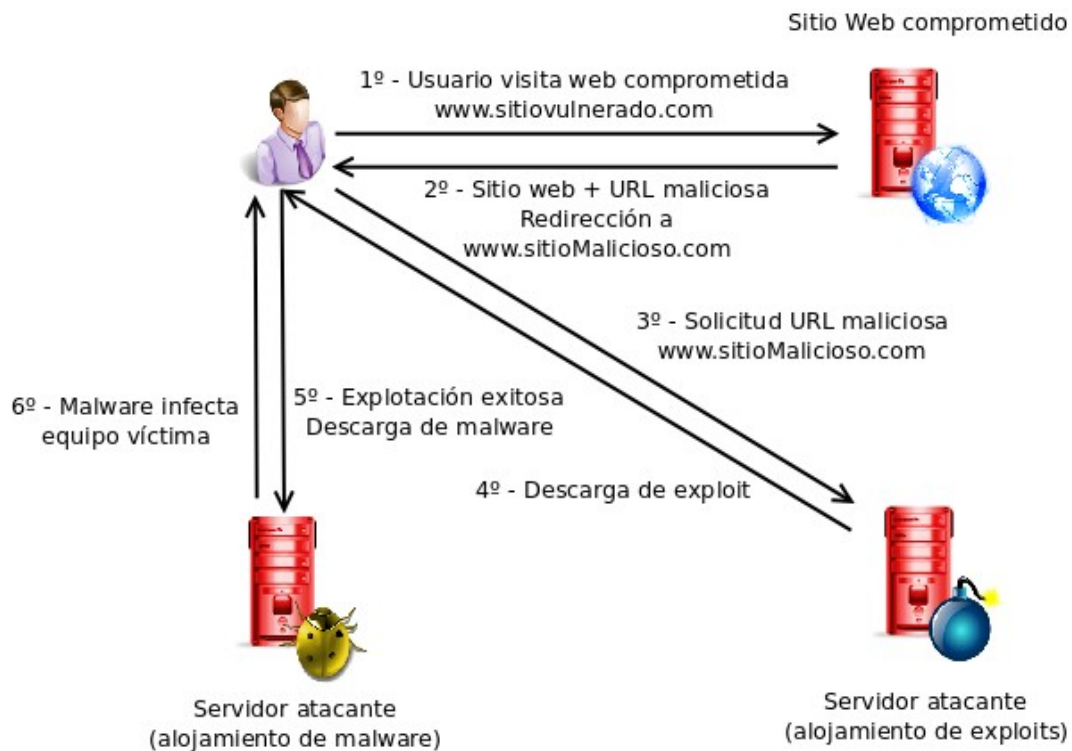 Sitio Web comprometido
1º - Usuario visita web comprometida
www.sitiovulnerado.com
2º - Sitio web + URL maliciosa
Redirección a
www.sitioMalicioso.com
3º - Solicitud URL maliciosa
www.sitioMalicioso.com
6º - Malware infecta
equipo víctima
5º - Explotación exitosa
Descarga de malware
4º - Descarga de exploit
Servidor atacante
(alojamiento de malware)
Servidor atacante
(alojamiento de exploits)